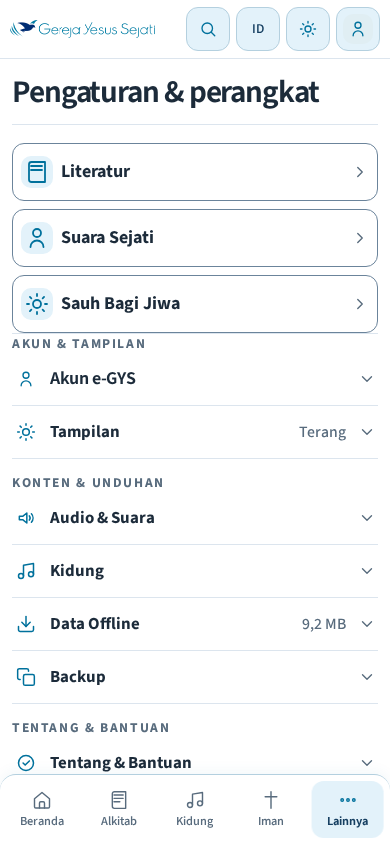 Gereja Yesus Sejati
ID
Pengaturan & perangkat
Literatur
Suara Sejati
Sauh Bagi Jiwa
AKUN & TAMPILAN
Akun e-GYS
Tampilan Terang
KONTEN & UNDUHAN
Audio & Suara
Kidung
Data Offline 9,2 MB
Backup
TENTANG & BANTUAN
Tentang & Bantuan
Beranda Alkitab Kidung Iman Lainnya